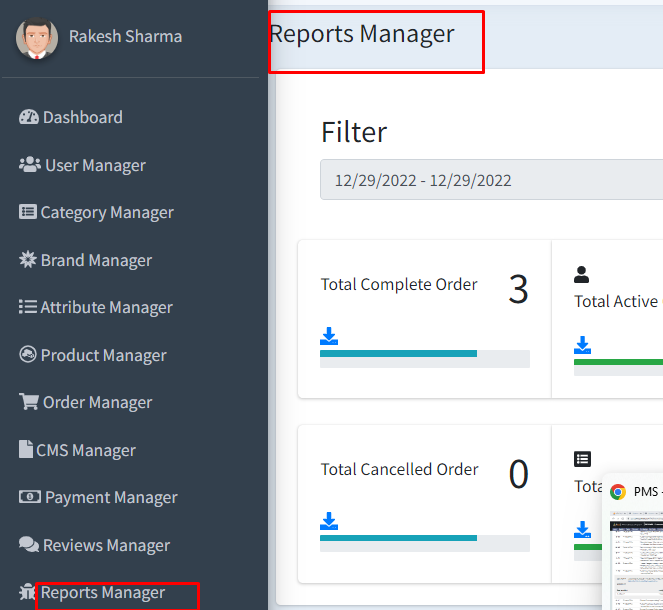 Rakesh Sharma
Dashboard
User Manager
Category Manager
Brand Manager
Attribute Manager
Product Manager
Order Manager
CMS Manager
Payment Manager
Reviews Manager
Reports Manager
Reports Manager
Filter
12/29/2022 - 12/29/2022
Total Complete Order 3
Total Active
Total Cancelled Order 0
PMS -